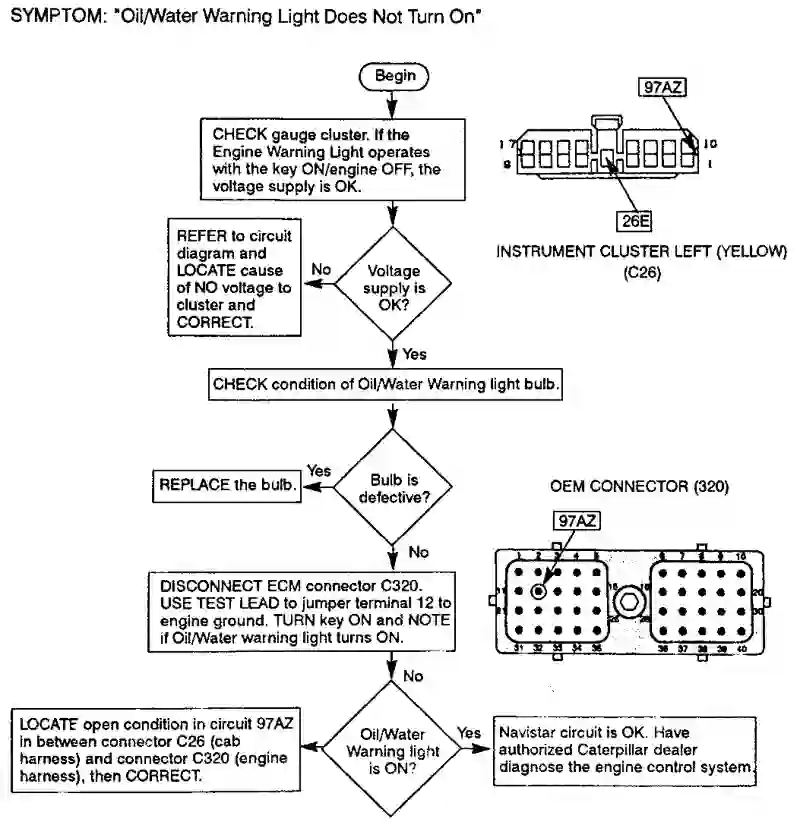 SYMPTOM: "Oil/Water Warning Light Does Not Turn On"
Begin
CHECK gauge cluster. If the
Engine Warning Light operates
with the key ON/engine OFF, the
voltage supply is OK.
REFER to circuit
diagram and
LOCATE cause
of NO voltage to
cluster and
CORRECT.
No
Voltage
supply is
OK?
Yes
CHECK condition of Oil/Water Warning light bulb.
REPLACE the bulb.
Yes
Bulb is
defective?
No
DISCONNECT ECM connector C320.
USE TEST LEAD to jumper terminal 12 to
engine ground. TURN key ON and NOTE
if Oil/Water warning light turns ON.
No
LOCATE open condition in circuit 97AZ
in between connector C26 (cab
harness) and connector C320 (engine
harness), then CORRECT.
Oil/Water
Warning light
is ON?
Yes
Navistar circuit is OK. Have
authorized Caterpillar dealer
diagnose the engine control system.
97AZ
17 10
9 1
26E
INSTRUMENT CLUSTER LEFT (YELLOW)
(C26)
OEM CONNECTOR (320)
97AZ
1 2 3 4 5 6 7 8 9 10
11 15 16 20
21 30
31 32 33 34 35 36 37 38 39 40